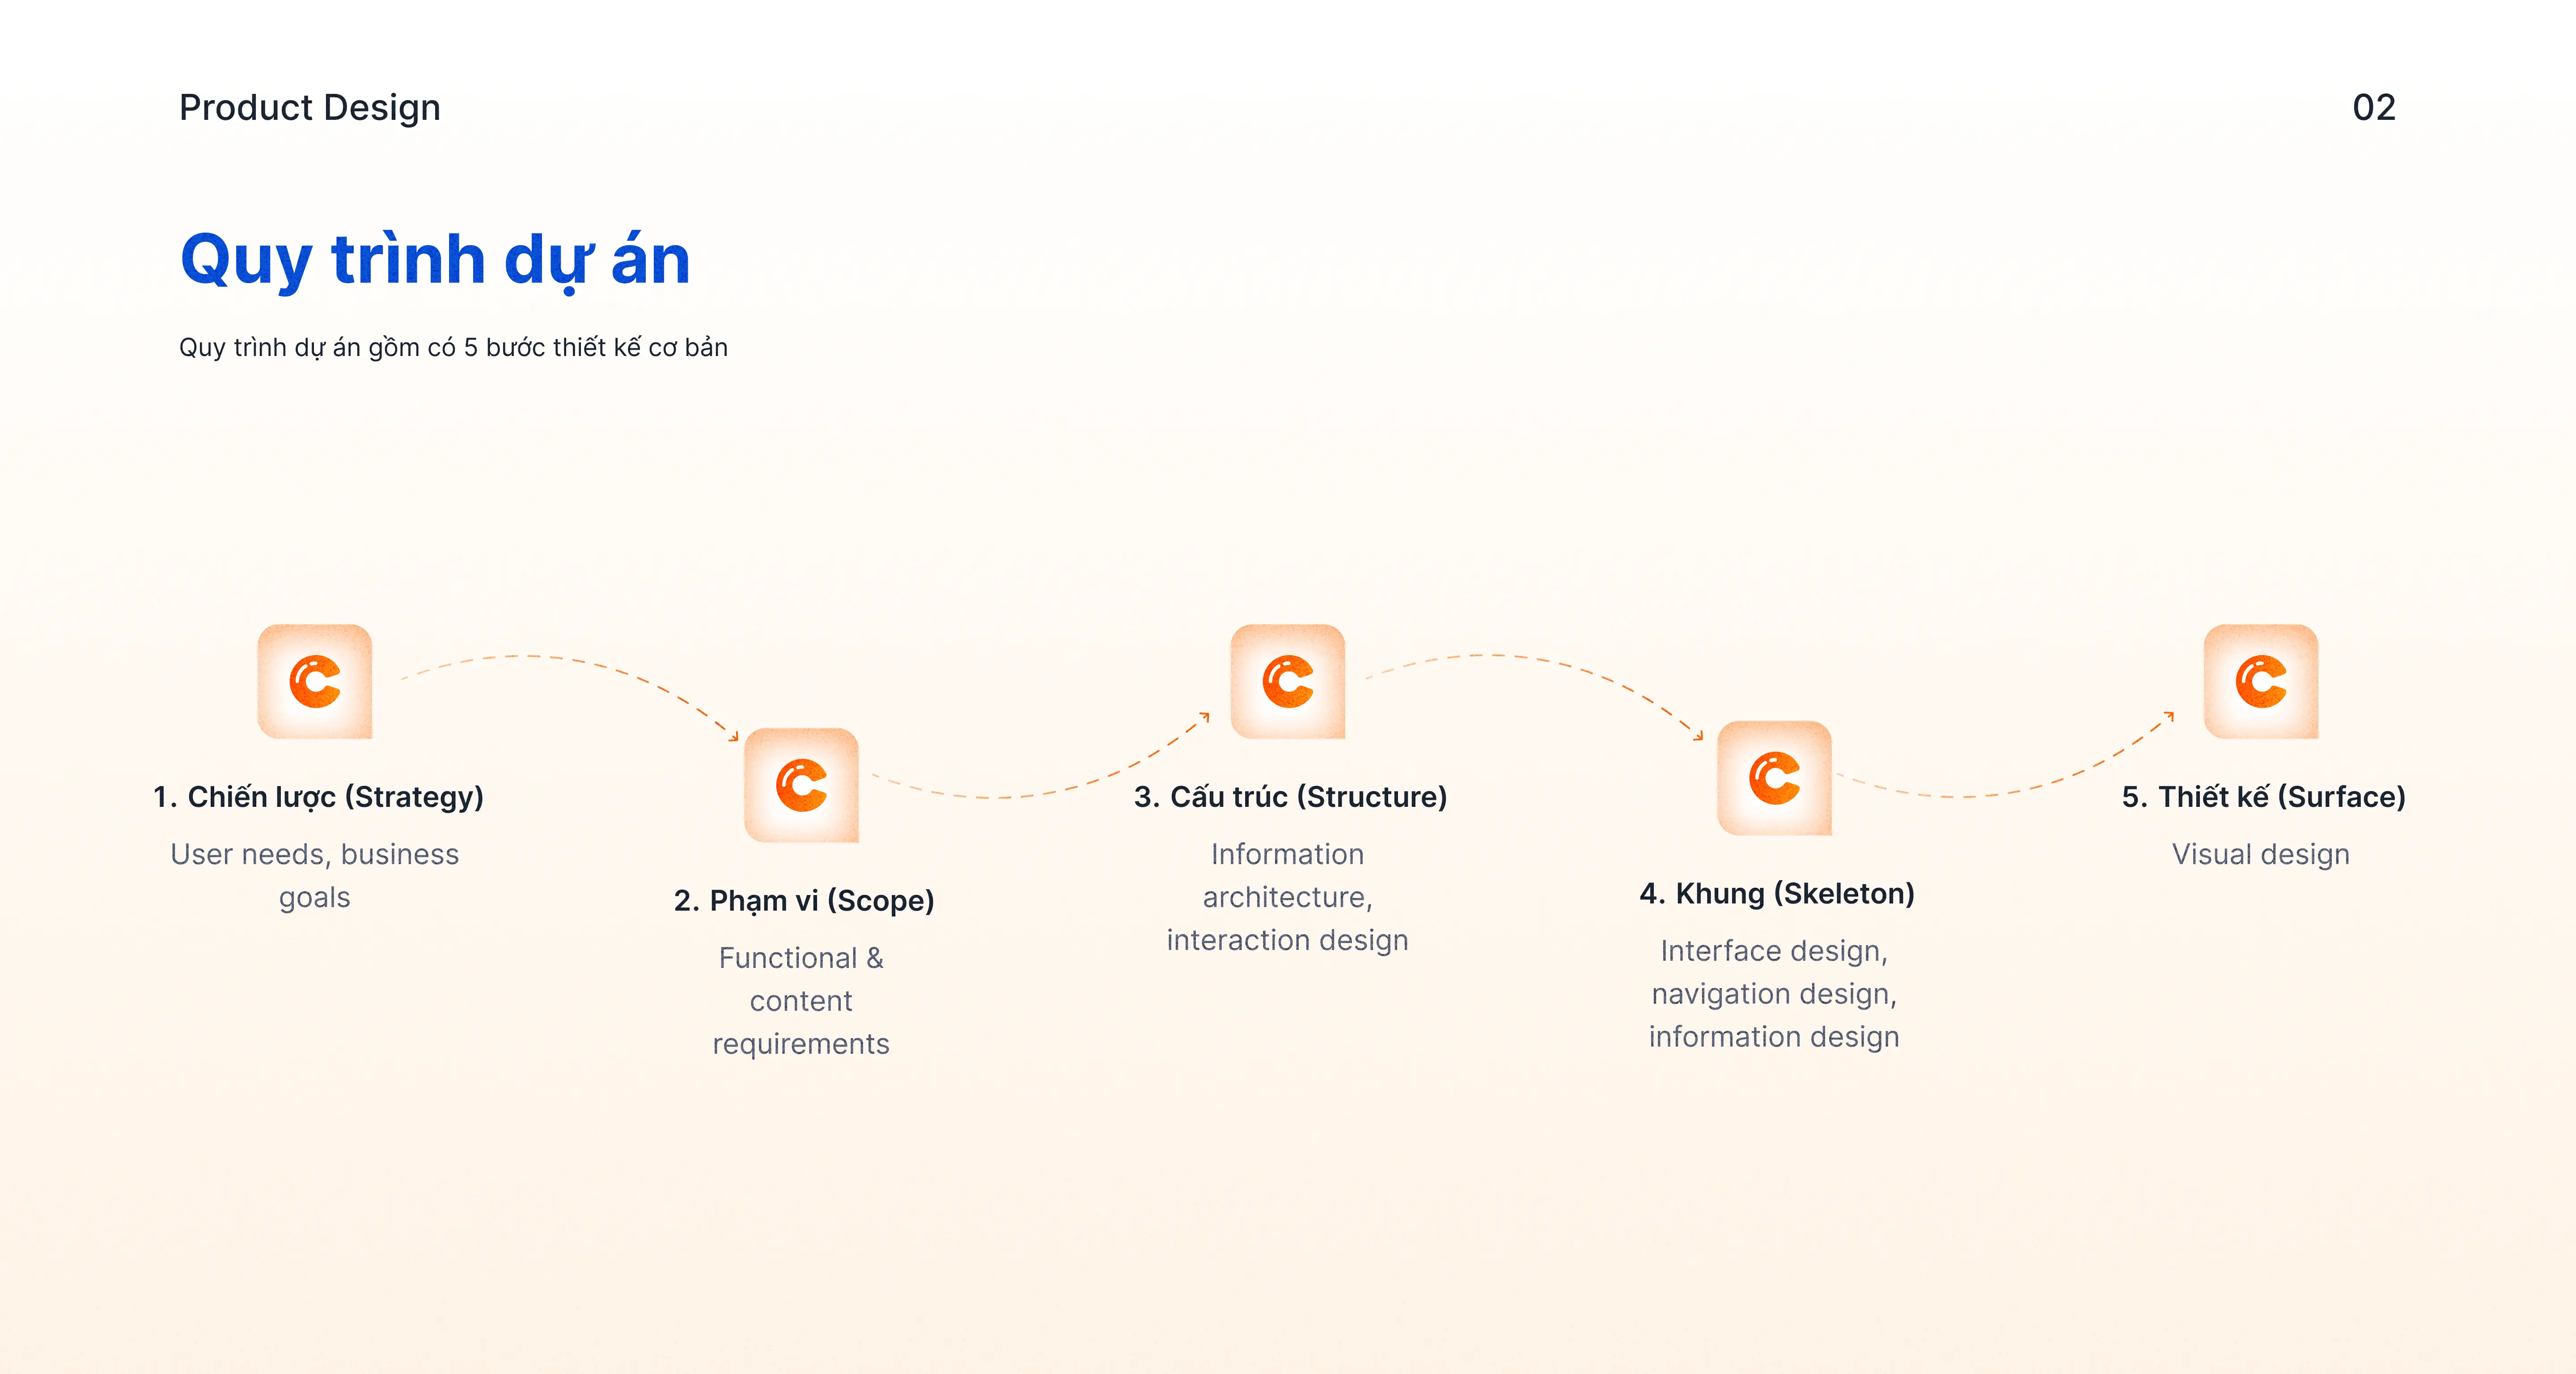 Product Design
02
Quy trình dự án
Quy trình dự án gồm có 5 bước thiết kế cơ bản
1. Chiến lược (Strategy)
User needs, business
goals
2. Phạm vi (Scope)
Functional &
content
requirements
3. Cấu trúc (Structure)
Information
architecture,
interaction design
4. Khung (Skeleton)
Interface design,
navigation design,
information design
5. Thiết kế (Surface)
Visual design